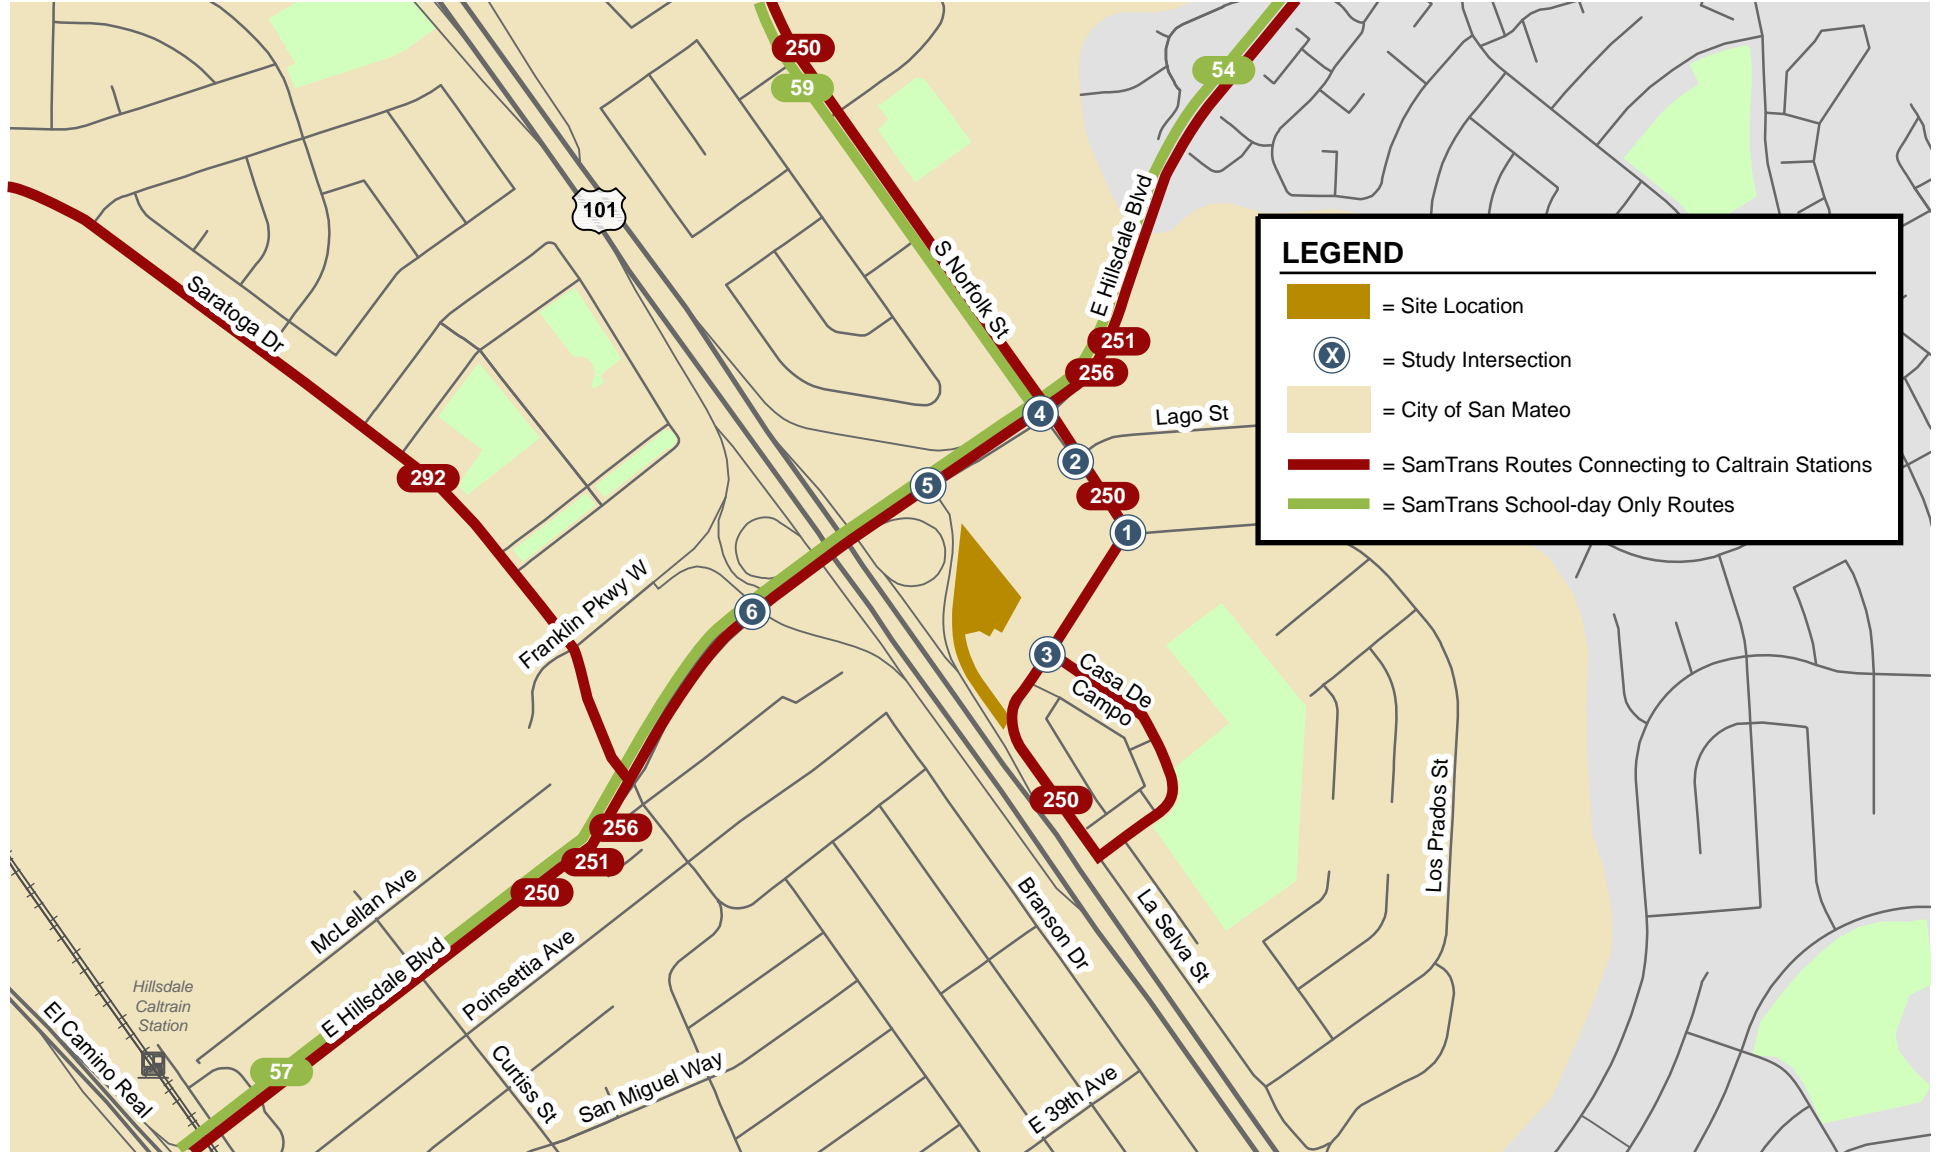 250
59
54
101
E Hillsdale Blvd
S Norfolk St
Saratoga Dr
251
256
4
Lago St
2
292
5
250
1
Franklin Pkwy W
6
3
Casa De
Campo
250
256
251
250
Los Prados St
McLellan Ave
E Hillsdale Blvd
Poinsettia Ave
Branson Dr
La Selva St
Hillsdale
Caltrain
Station
El Camino Real
57
Curtiss St
San Miguel Way
E 39th Ave
LEGEND
= Site Location
X = Study Intersection
= City of San Mateo
= SamTrans Routes Connecting to Caltrain Stations
= SamTrans School-day Only Routes